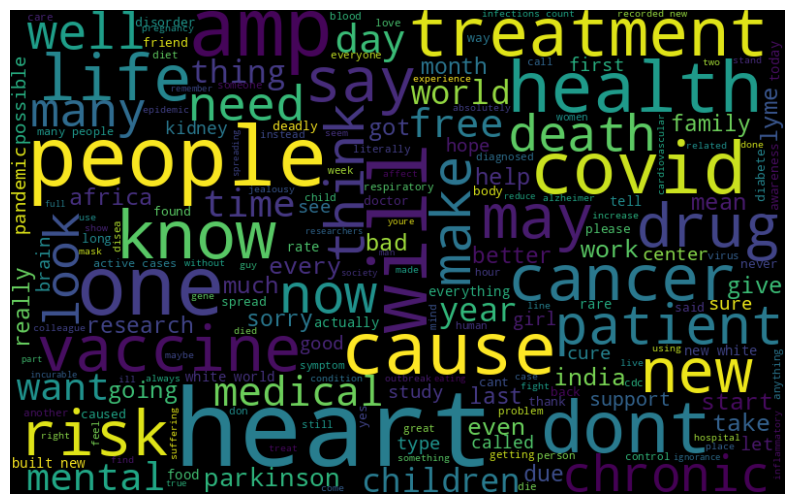 care disorder blood love infections count recorded new
pregnancy everyone way
well amp day treatment
friend
diet month call first two stand today
life thing say world experience health
possible many need remember someone
epidemic absolutely women
many people kidney deadly got free death family lyme
instead seem hope diagnosed related done
people literally covid cardiovascular
pandemic spreading think will week help body diabetes awareness
jealousy respiratory affect reduce alzheimer
africa time child doctor make tell mean
full use show found see youre may increase drug
mask disea researchers bad please
look brain long know rate better work center virus
active cases without guy man hour everything never
really one gene every much now society made mind human line rare said sure
spread year girl cancer give
colleague research died sorry actually patient
part maybe good cause cure using new white
incurable vaccine symptom live
ill always condition outbreak eating cant case fight cdc anything
another white world india back new
want going medical study last support start
caused don yes thank problem
risk feel suffering still heart great even dont take hospital
right type called getting place let
built new find treat something person control ignorance inflammatory
mental true food parkinson come children due die chronic